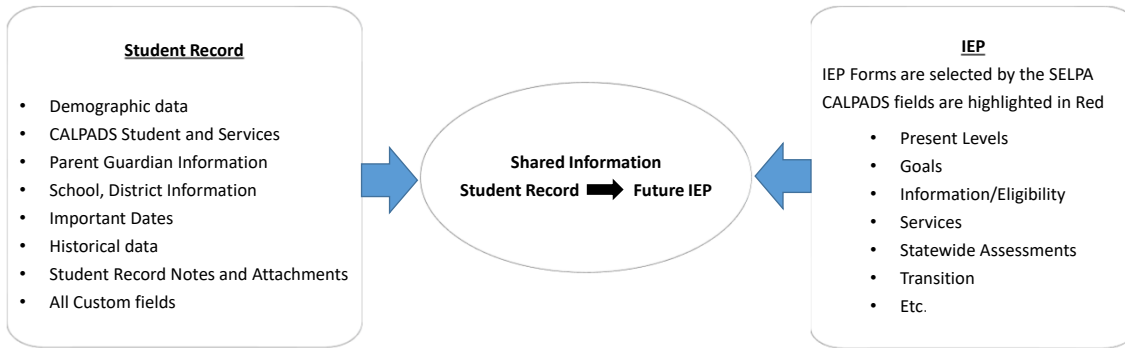 Student Record
• Demographic data
• CALPADS Student and Services
• Parent Guardian Information
• School, District Information
• Important Dates
• Historical data
• Student Record Notes and Attachments
• All Custom fields
Shared Information
Student Record Future IEP
IEP
IEP Forms are selected by the SELPA
CALPADS fields are highlighted in Red
• Present Levels
• Goals
• Information/Eligibility
• Services
• Statewide Assessments
• Transition
• Etc.